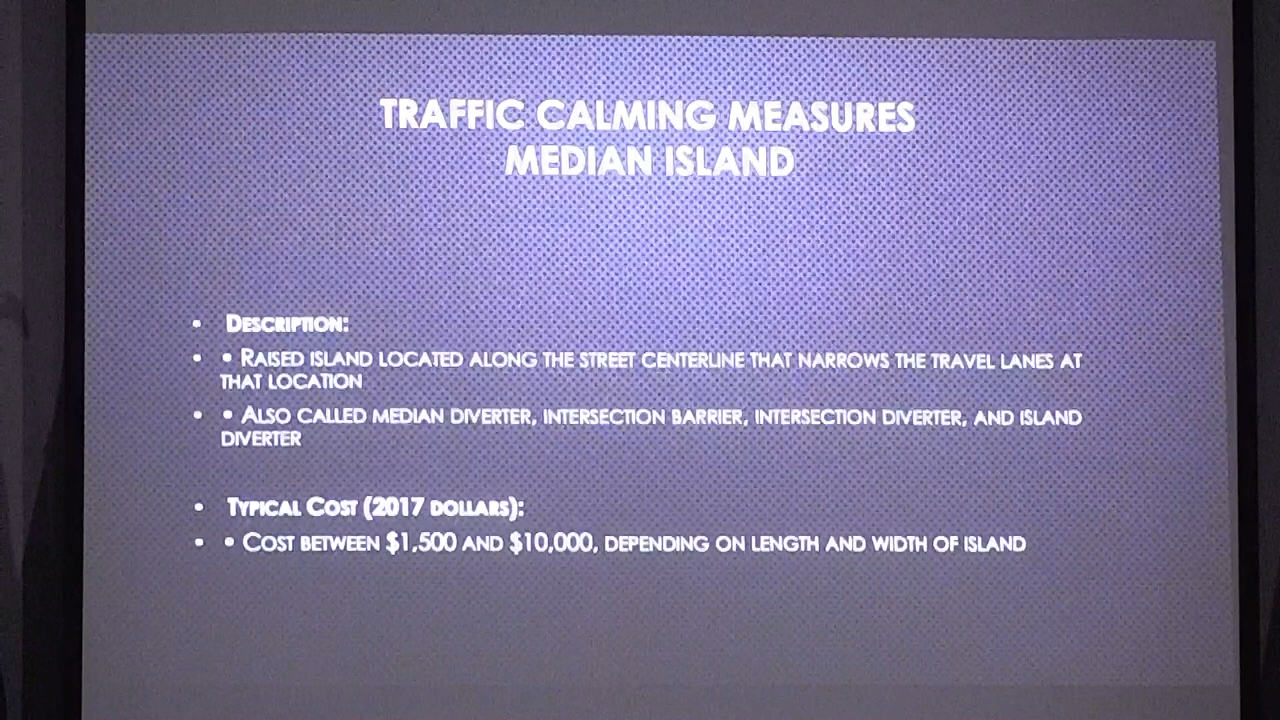 TRAFFIC CALMING MEASURES
MEDIAN ISLAND
• DESCRIPTION:
• • RAISED ISLAND LOCATED ALONG THE STREET CENTERLINE THAT NARROWS THE TRAVEL LANES AT
THAT LOCATION
• • ALSO CALLED MEDIAN DIVERTER, INTERSECTION BARRIER, INTERSECTION DIVERTER, AND ISLAND
DIVERTER
• TYPICAL COST (2017 DOLLARS):
• • COST BETWEEN $1,500 AND $10,000, DEPENDING ON LENGTH AND WIDTH OF ISLAND